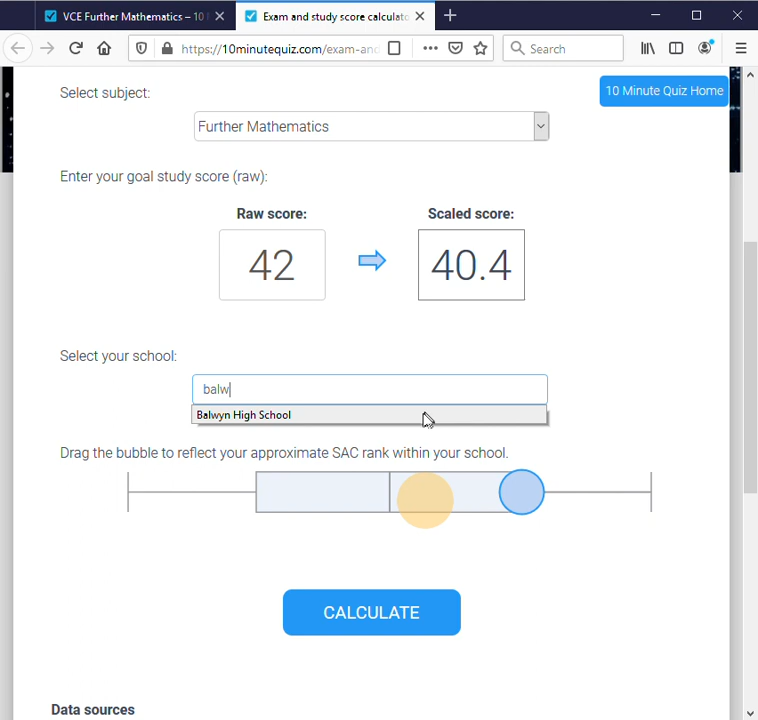 VCE Further Mathematics – 10
Exam and study score calculato
https://10minutequiz.com/exam-and
Search
Select subject:
10 Minute Quiz Home
Further Mathematics
Enter your goal study score (raw):
Raw score:
Scaled score:
42
40.4
Select your school:
balw
Balwyn High School
Drag the bubble to reflect your approximate SAC rank within your school.
CALCULATE
Data sources